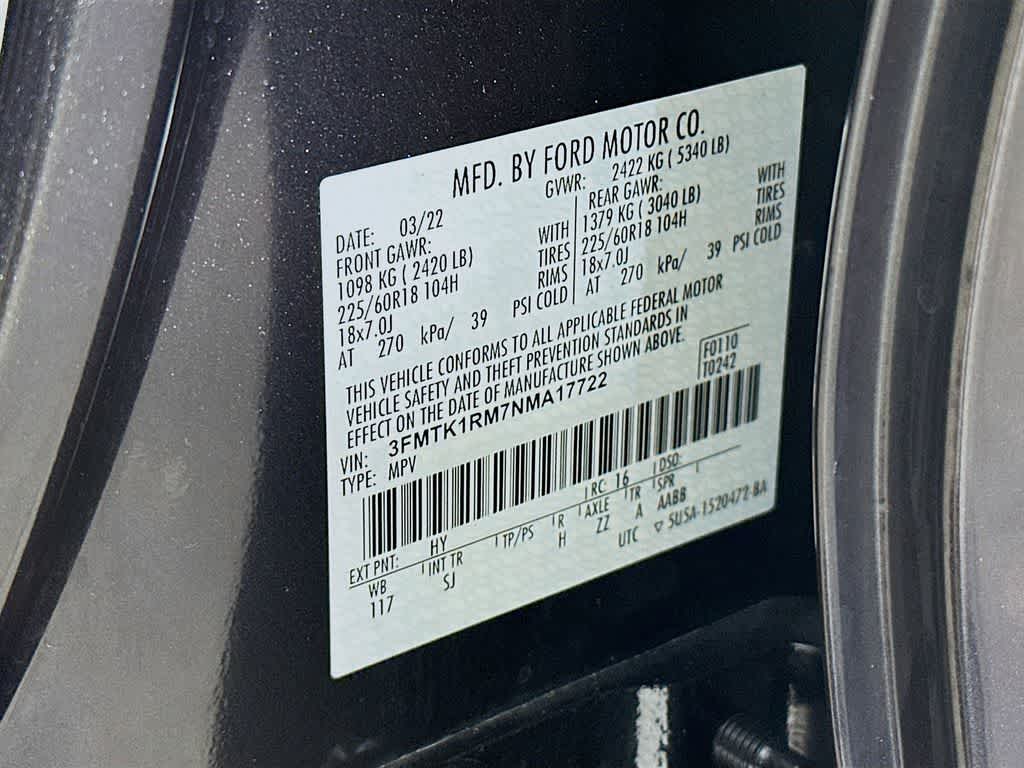 MFD. BY FORD MOTOR CO.
DATE: 03/22 GVWR: 2422 KG ( 5340 LB)
FRONT GAWR: WITH REAR GAWR: WITH
1098 KG ( 2420 LB) TIRES 1379 KG ( 3040 LB) TIRES
225/60R18 104H RIMS 225/60R18 104H RIMS
18x7.0J PSI COLD 18x7.0J PSI COLD
AT 270 kPa/ 39 AT 270 kPa/ 39
THIS VEHICLE CONFORMS TO ALL APPLICABLE FEDERAL MOTOR
VEHICLE SAFETY AND THEFT PREVENTION STANDARDS IN
EFFECT ON THE DATE OF MANUFACTURE SHOWN ABOVE.
VIN: 3FMTK1RM7NMA17722 F0110
TYPE: MPV T0242
EXT PNT: HY RC: 16 DSO:
WB INT TR TP/PS R AXLE TR SPR
117 SJ H ZZ A AABB
UTC ▽ 5USA-1520472-BA